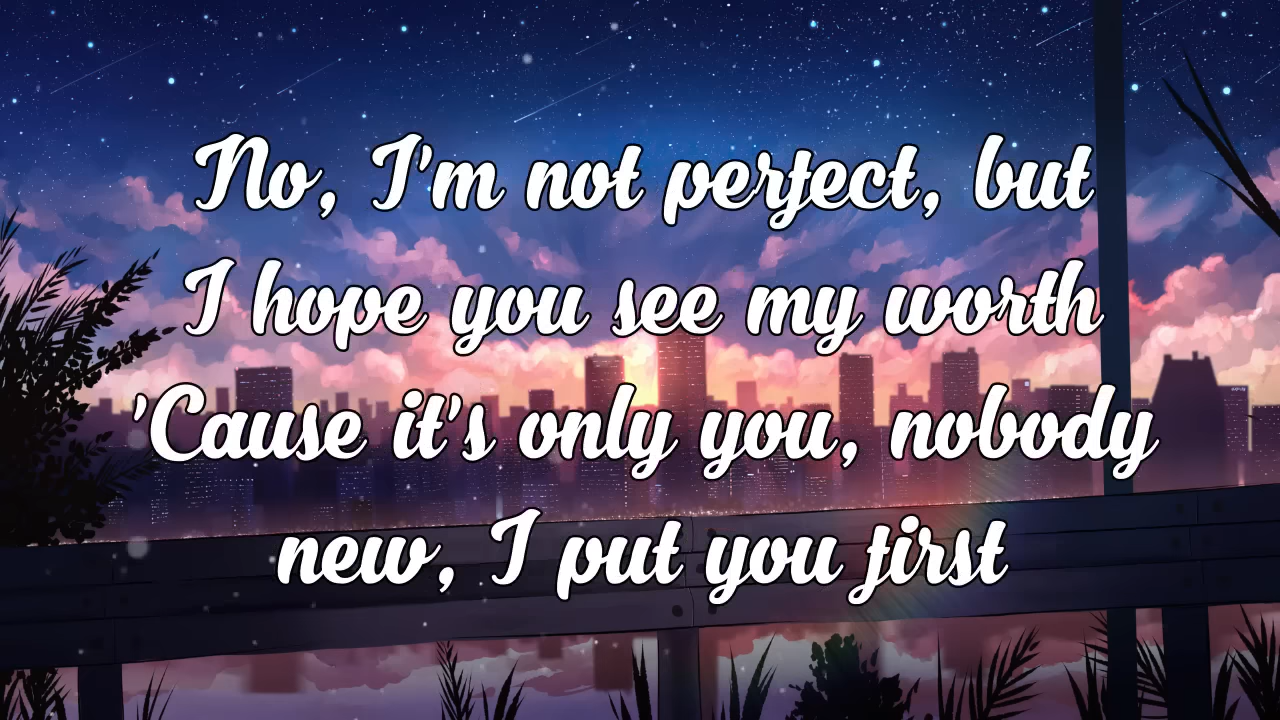 No, I'm not perfect, but
I hope you see my worth
'Cause it's only you, nobody
new, I put you first